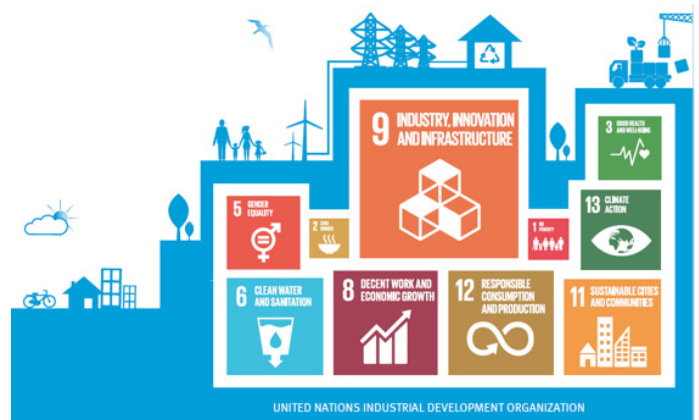 9 INDUSTRY, INNOVATION
AND INFRASTRUCTURE
3 GOOD HEALTH
AND WELL-BEING
5 GENDER
EQUALITY
2 ZERO
HUNGER
1 NO
POVERTY
13 CLIMATE
ACTION
6 CLEAN WATER
AND SANITATION
8 DECENT WORK AND
ECONOMIC GROWTH
12 RESPONSIBLE
CONSUMPTION
AND PRODUCTION
11 SUSTAINABLE CITIES
AND COMMUNITIES
UNITED NATIONS INDUSTRIAL DEVELOPMENT ORGANIZATION